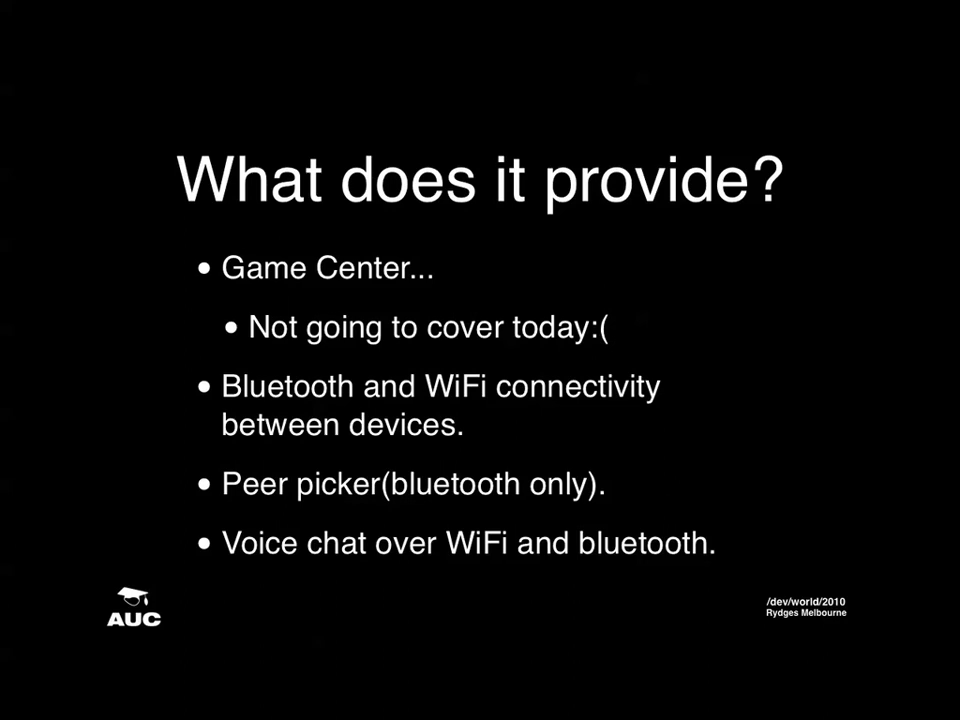 What does it provide?
• Game Center...
• Not going to cover today:(
• Bluetooth and WiFi connectivity
between devices.
• Peer picker(bluetooth only).
• Voice chat over WiFi and bluetooth.
AUC
/dev/world/2010
Rydges Melbourne